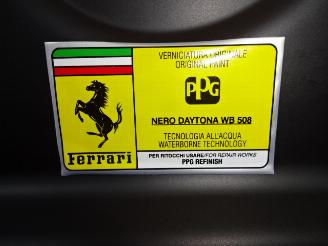 VERNICIATURA ORIGINALE
ORIGINAL PAINT
PPG
NERO DAYTONA WB 508
TECNOLOGIA ALL'ACQUA
WATERBORNE TECHNOLOGY
PER RITOCCHI USARE/FOR REPAIR WORKS
PPG REFINISH
Ferrari